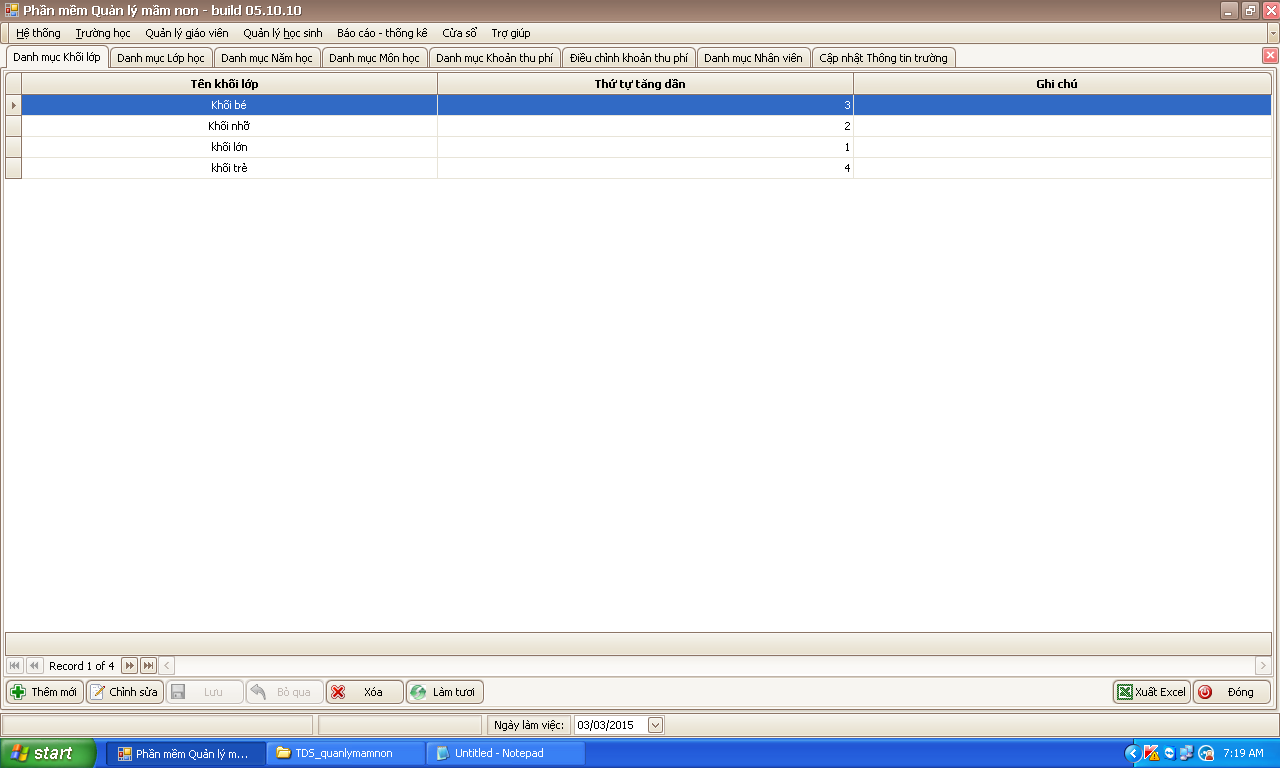 Phần mềm Quản lý mầm non - build 05.10.10
Hệ thống Trường học Quản lý giáo viên Quản lý học sinh Báo cáo - thống kê Cửa sổ Trợ giúp
Danh mục Khối lớp Danh mục Lớp học Danh mục Năm học Danh mục Môn học Danh mục Khoản thu phí Điều chỉnh khoản thu phí Danh mục Nhân viên Cập nhật Thông tin trường
Tên khối lớp Thứ tự tăng dần Ghi chú
Khối bé 3
Khối nhỡ 2
khối lớn 1
khối trẻ 4
Record 1 of 4
Thêm mới Chỉnh sửa Lưu Bỏ qua Xóa Làm tươi Xuất Excel Đóng
Ngày làm việc: 03/03/2015
start Phần mềm Quản lý m... TDS_quanlymamnon Untitled - Notepad 7:19 AM